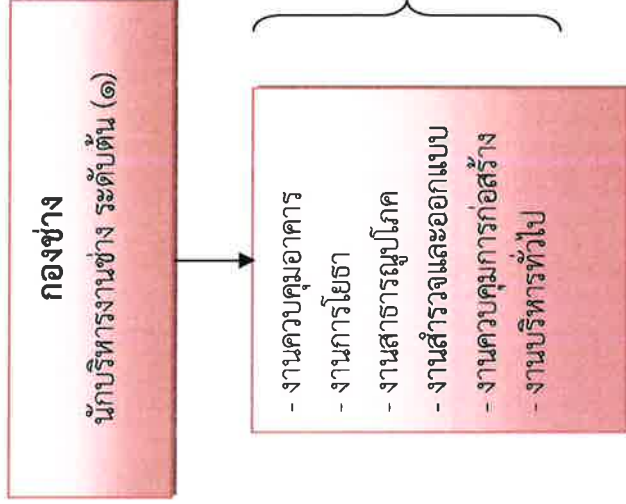 กองช่าง
นักบริหารงานช่าง ระดับต้น (๑)
- งานควบคุมอาคาร
- งานการโยธา
- งานสาธารณูปโภค
- งานสำรวจและออกแบบ
- งานควบคุมการก่อสร้าง
- งานบริหารทั่วไป